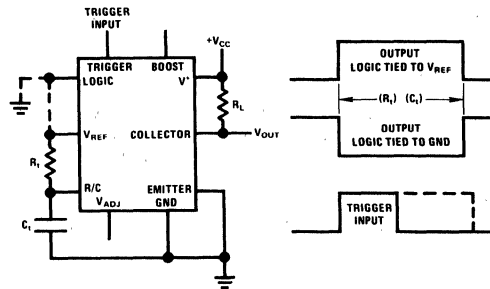 TRIGGER
INPUT
+VCC
TRIGGER
BOOST
LOGIC
V+
RL
VREF
COLLECTOR
VOUT
Rt
R/C
EMITTER
VADJ
GND
Ct
OUTPUT
LOGIC TIED TO VREF
(Rt) (Ct)
OUTPUT
LOGIC TIED TO GND
TRIGGER
INPUT